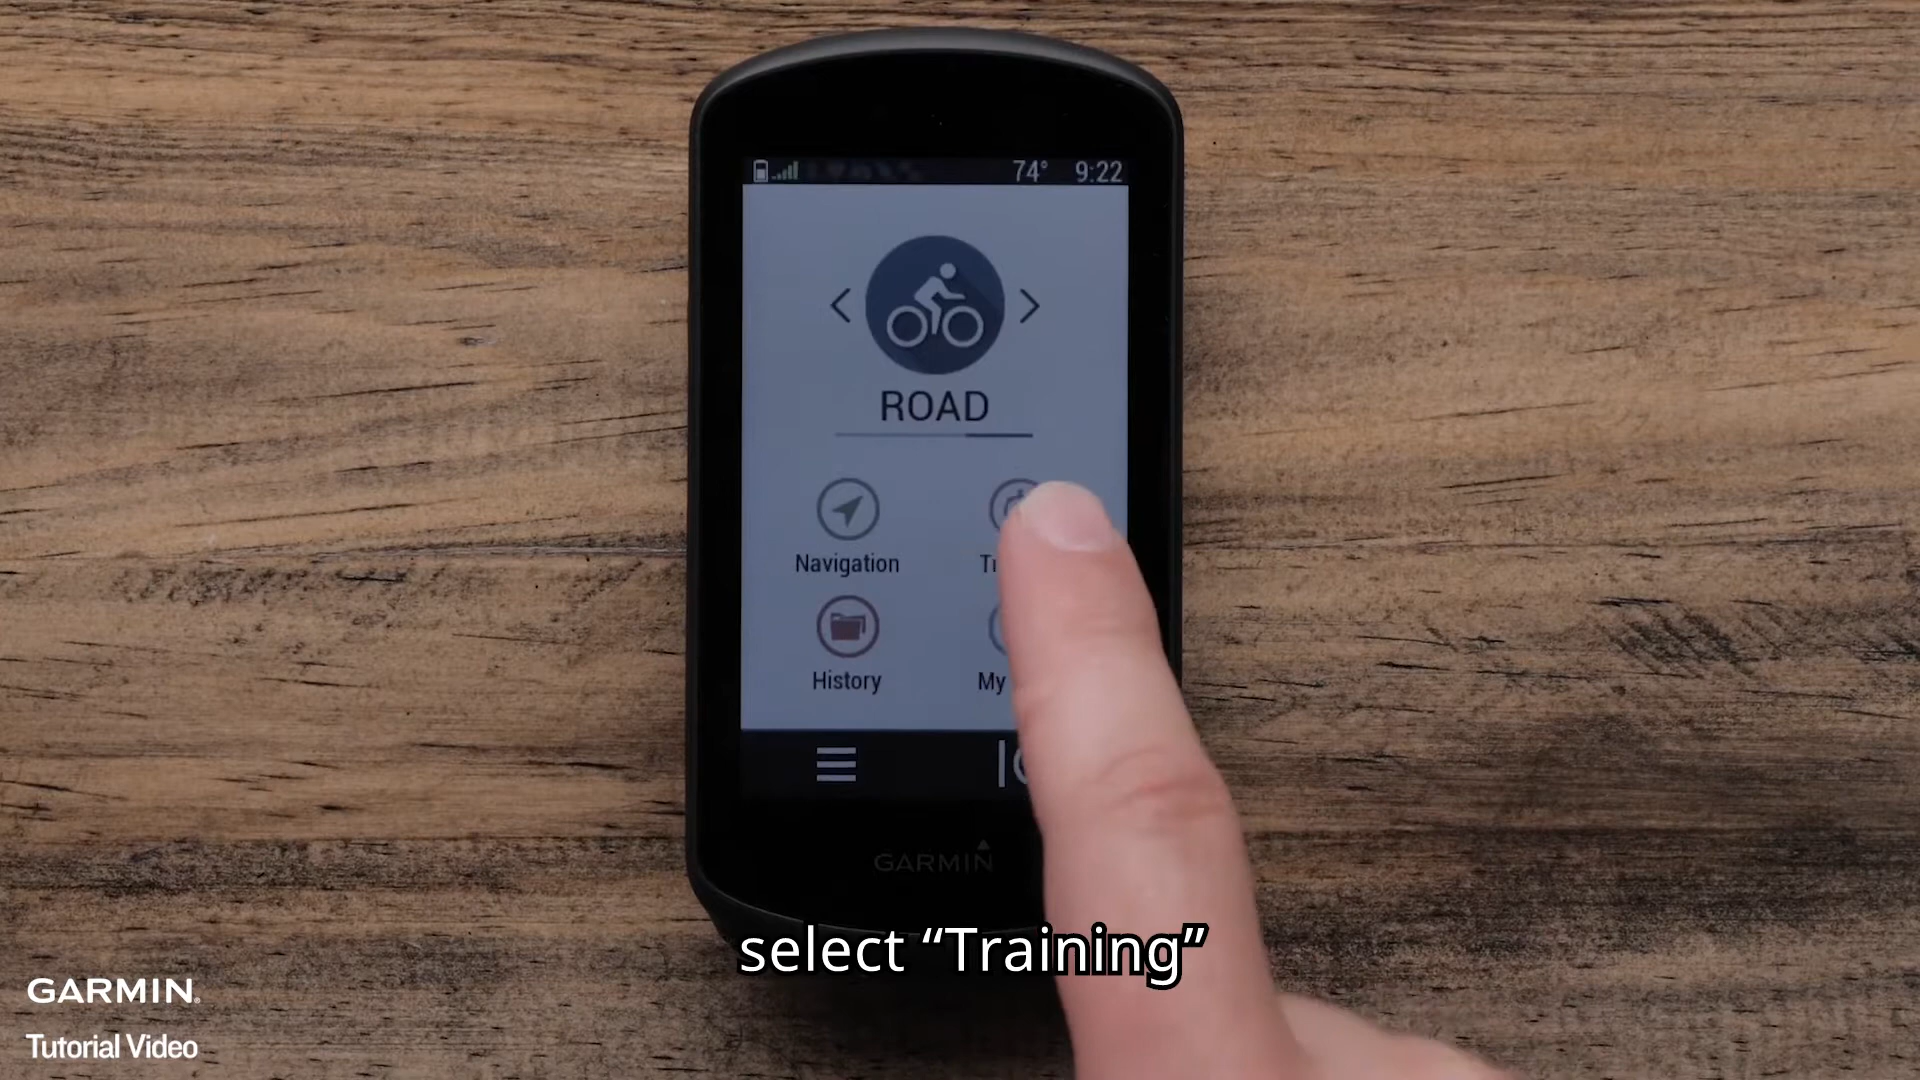 74° 9:22
ROAD
Navigation
History
My
GARMIN
select “Training”
GARMIN
Tutorial Video